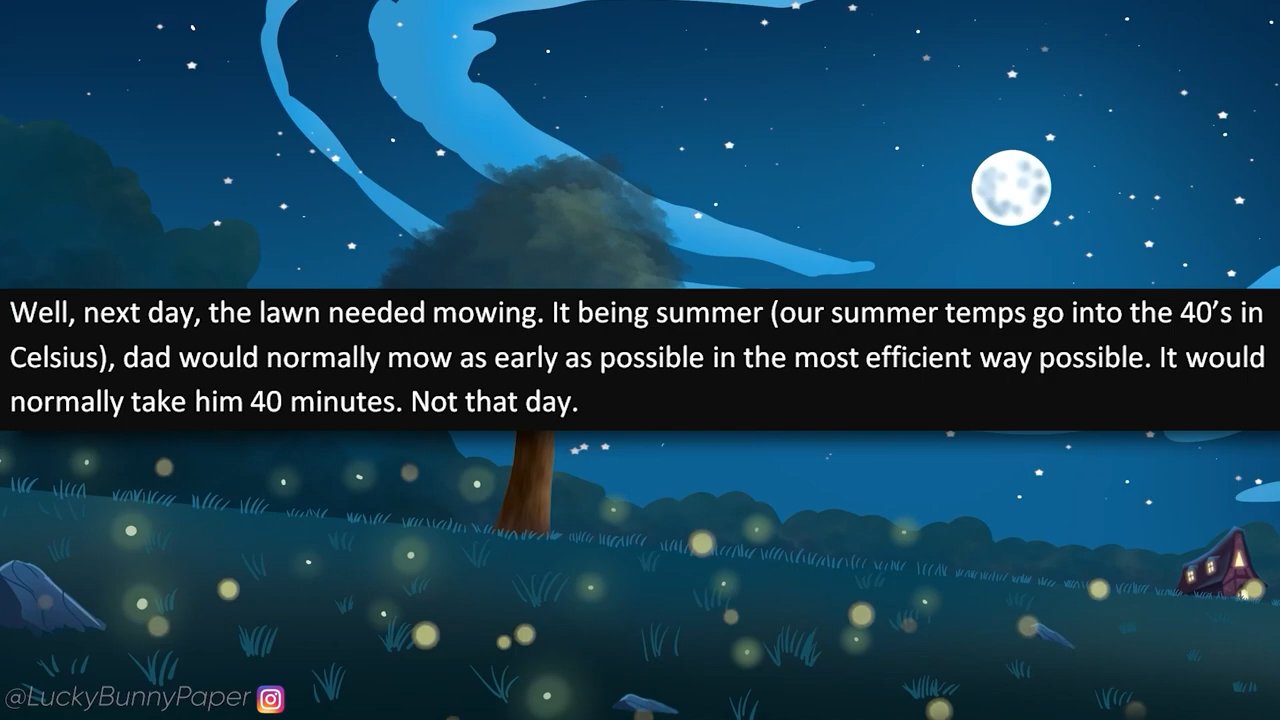 Well, next day, the lawn needed mowing. It being summer (our summer temps go into the 40’s in
Celsius), dad would normally mow as early as possible in the most efficient way possible. It would
normally take him 40 minutes. Not that day.
@LuckyBunnyPaper